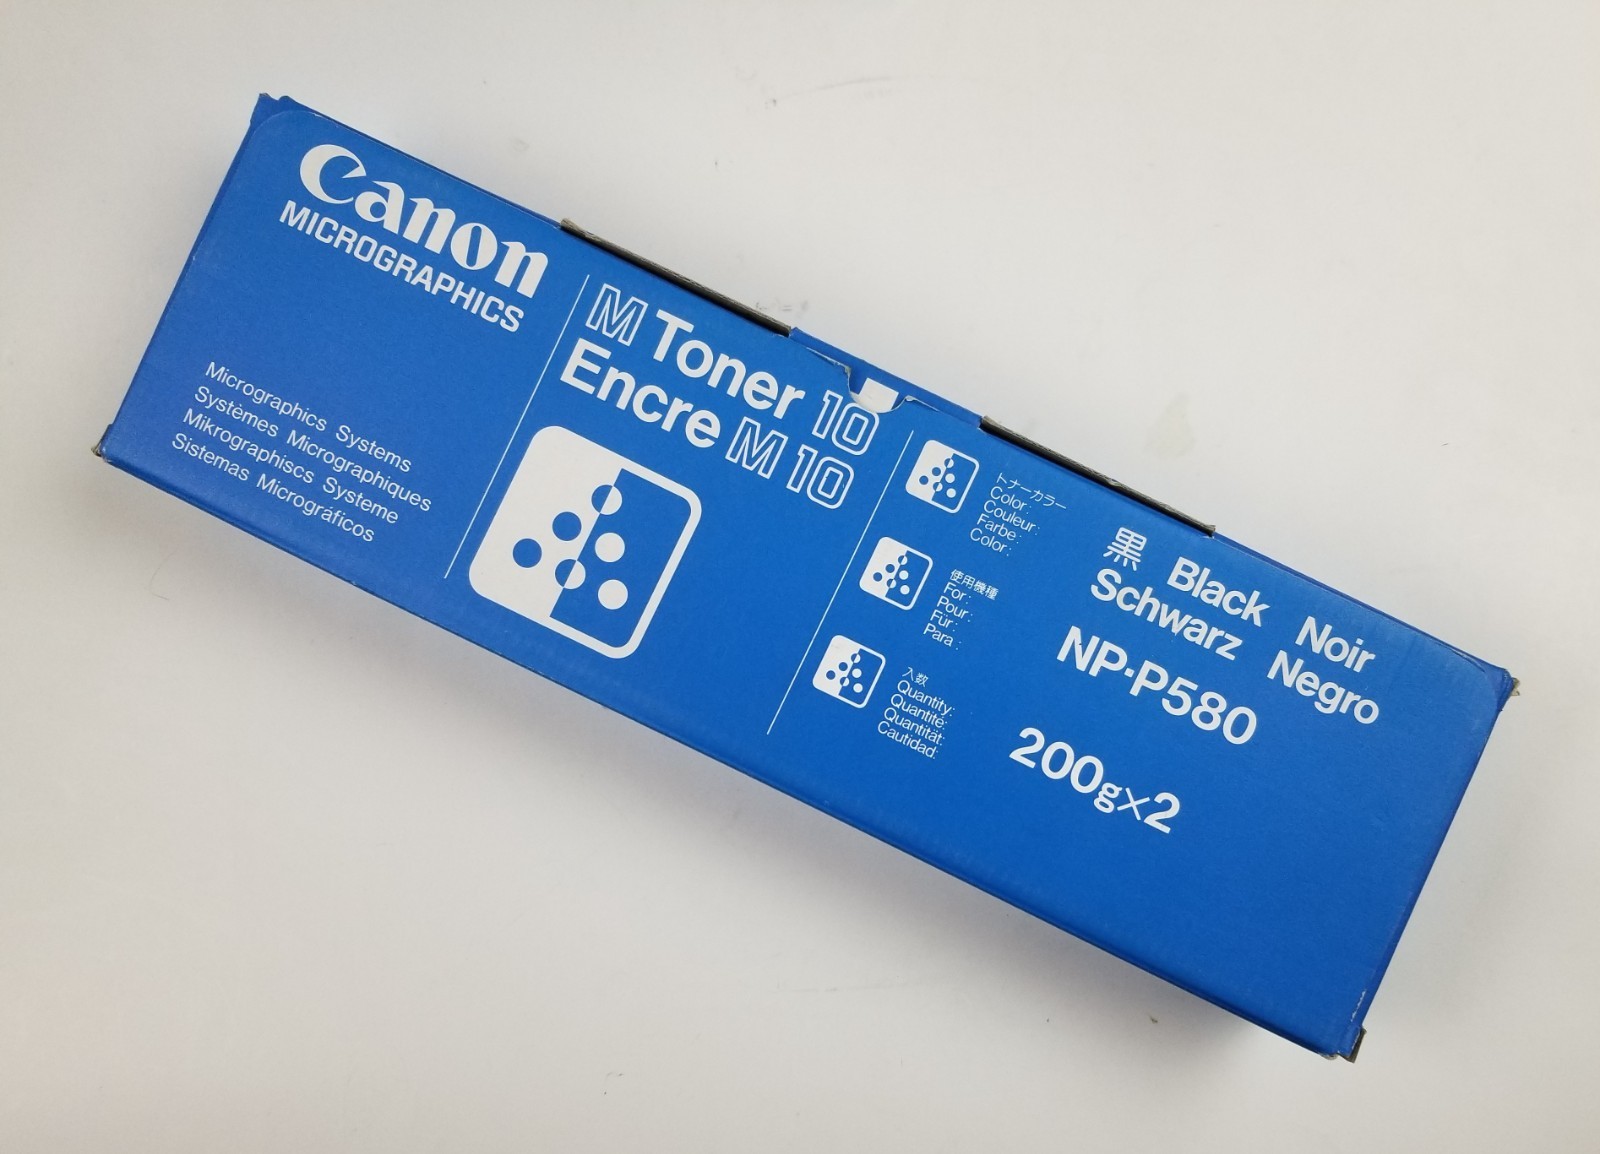 Canon
MICROGRAPHICS
Micrographics Systems
Systèmes Micrographiques
Mikrographiscs Systeme
Sistemas Micrográficos
M Toner 10
Encre M 10
トナーカラー
Color:
Couleur:
Farbe:
Color:
黒 Black Noir
Schwarz Negro
使用機種
For:
Pour:
Für:
Para:
NP-P580
入数
Quantity:
Quantité:
Quantität:
Cautidad:
200g×2